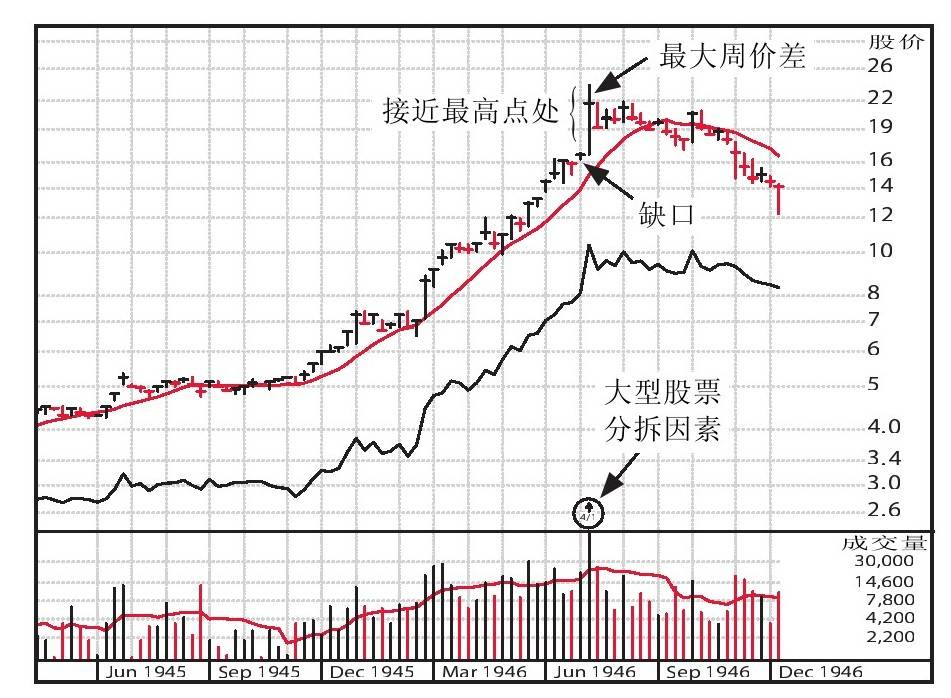 股价
最大周价差
26
接近最高点处
22
19
16
14
缺口
12
10
8
7
6
大型股票
分拆因素
5
4.0
3.4
3.0
2.6
4/1
成交量
30,000
14,600
7,800
4,200
2,200
Jun 1945
Sep 1945
Dec 1945
Mar 1946
Jun 1946
Sep 1946
Dec 1946